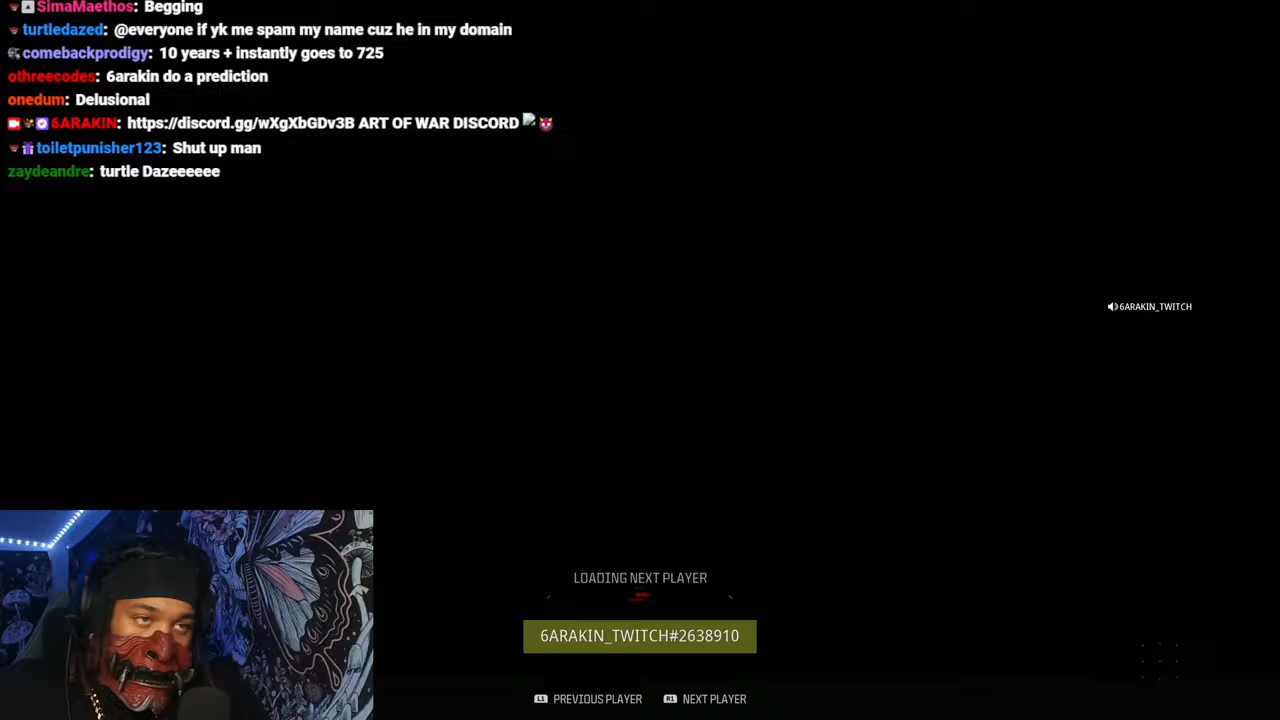 SimaMaethos: Begging
turtledazed: @everyone if yk me spam my name cuz he in my domain
comebackprodigy: 10 years + instantly goes to 725
othreecodes: 6arakin do a prediction
onedum: Delusional
6ARAKIN: https://discord.gg/wXgXbGDv3B ART OF WAR DISCORD
toiletpunisher123: Shut up man
zaydeandre: turtle Dazeeeeee
6ARAKIN_TWITCH
LOADING NEXT PLAYER
6ARAKIN_TWITCH#2638910
L1 PREVIOUS PLAYER R1 NEXT PLAYER